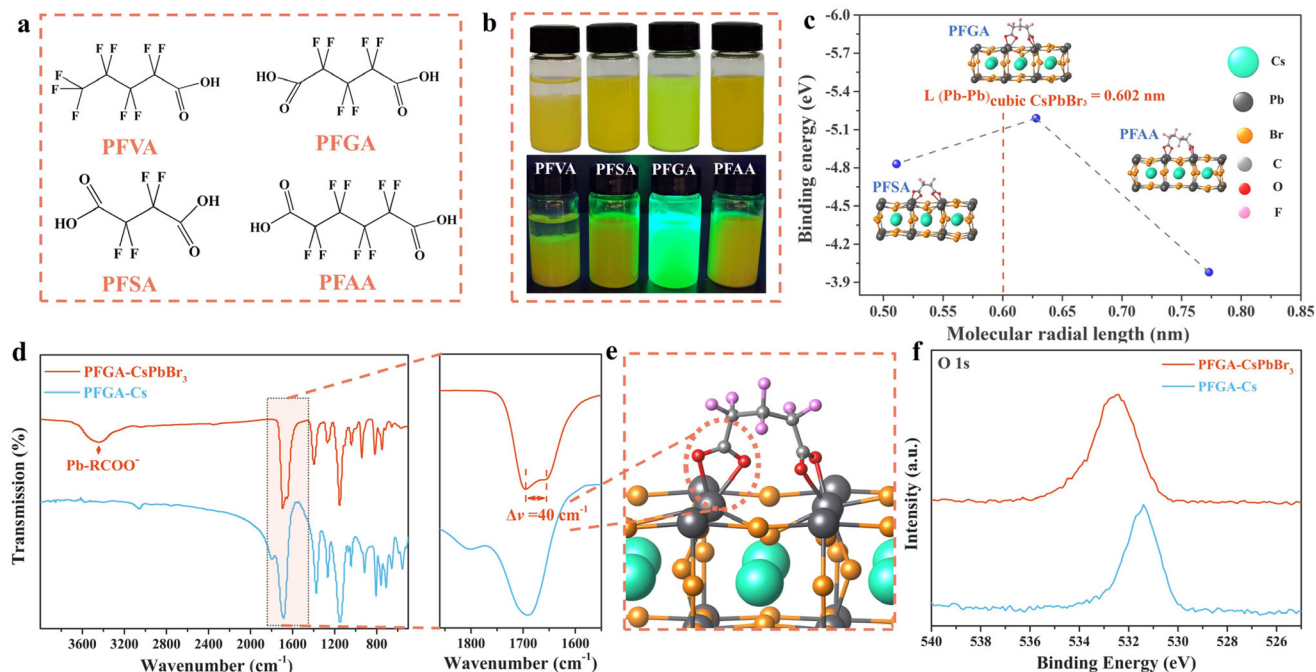 a
F F F F
F
F
F
F F
OH
O
PFVA
F F F F
HO
OH
O
F F
O
PFGA
O
F F
OH
HO
F F
O
PFSA
O
F F F F
OH
HO
F F F F
O
PFAA
b
PFVA PFSA PFGA PFAA
c
Binding energy (eV)
-6.0
-5.7
-5.4
-5.1
-4.8
-4.5
-4.2
-3.9
PFGA
L (Pb-Pb)cubic CsPbBr₃ = 0.602 nm
PFAA
PFSA
0.50 0.55 0.60 0.65 0.70 0.75 0.80 0.85
Molecular radial length (nm)
Cs
Pb
Br
C
O
F
d
PFGA-CsPbBr₃
PFGA-Cs
Pb-RCOO⁻
Transmission (%)
3600 3200 2800 2400 2000 1600 1200 800
Wavenumber (cm⁻¹)
Δν =40 cm⁻¹
1800 1700 1600
Wavenumber (cm⁻¹)
e
f
O 1s
PFGA-CsPbBr₃
PFGA-Cs
Intensity (a.u.)
540 538 536 534 532 530 528 526
Binding Energy (eV)